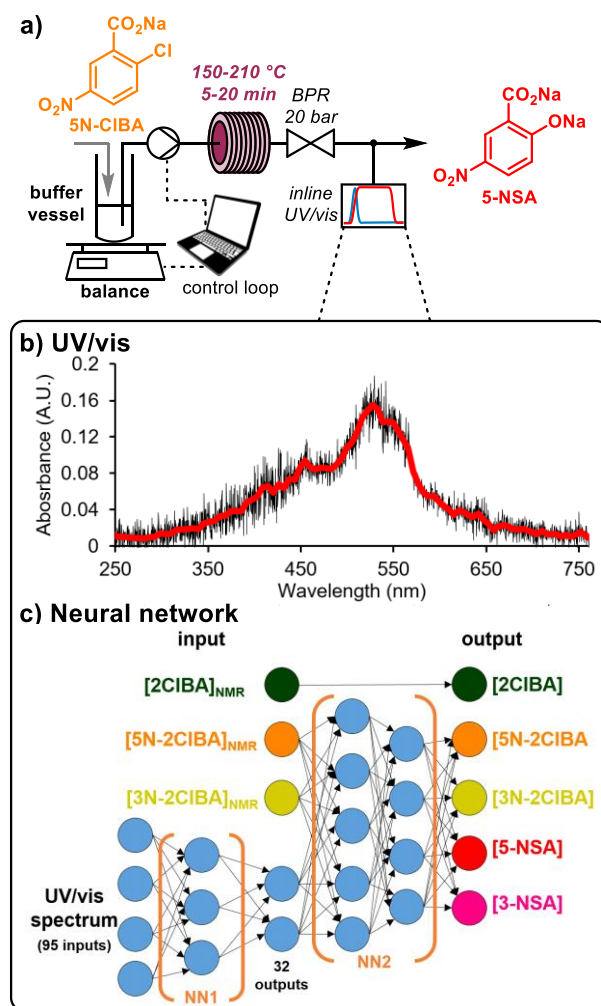 a)
CO₂Na
Cl
O₂N
5N-ClBA
150-210 °C
5-20 min
BPR
20 bar
CO₂Na
ONa
O₂N
5-NSA
buffer
vessel
inline
UV/vis
balance
control loop
b) UV/vis
Abosrbance (A.U.)
0.2
0.16
0.12
0.08
0.04
0
250
350
450
550
650
750
Wavelength (nm)
c) Neural network
input
output
[2ClBA]NMR
[2ClBA]
[5N-2ClBA]NMR
[5N-2ClBA
[3N-2ClBA]NMR
[3N-2ClBA]
[5-NSA]
[3-NSA]
UV/vis
spectrum
(95 inputs)
NN1
32
outputs
NN2